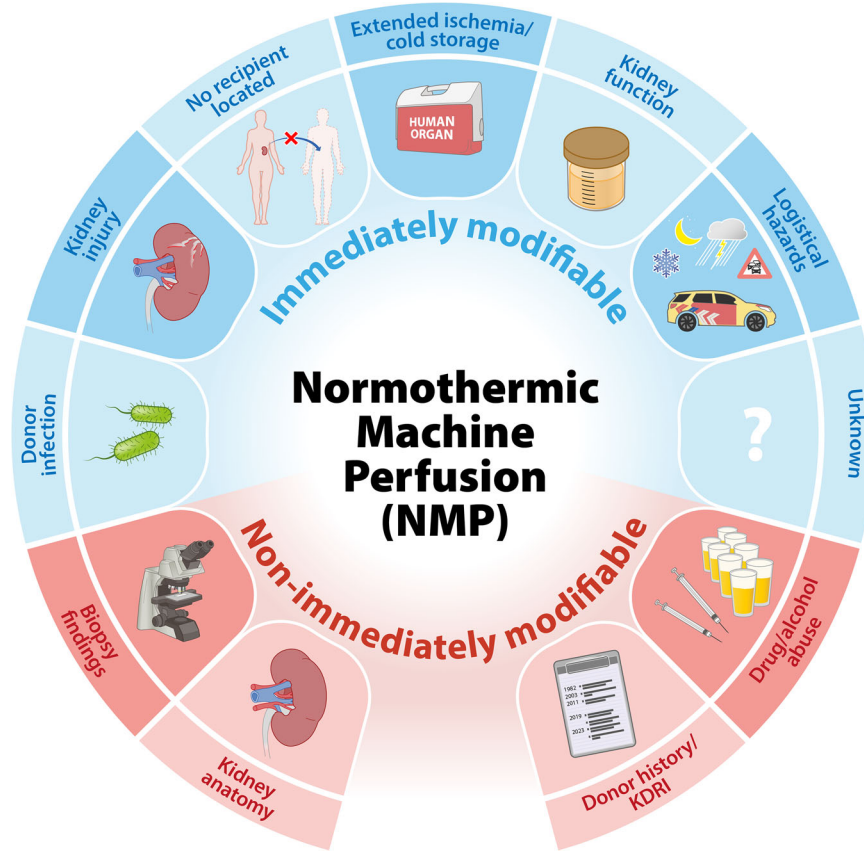 Extended ischemia/
cold storage
No recipient
located
Kidney
function
HUMAN
ORGAN
Kidney
injury
Logistical
hazards
Immediately modifiable
Donor
infection
Unknown
?
Normothermic
Machine
Perfusion
(NMP)
Non-immediately modifiable
Biopsy
findings
Drug/alcohol
abuse
1982
2003
2011
2019
2023
Kidney
anatomy
Donor history/
KDRI